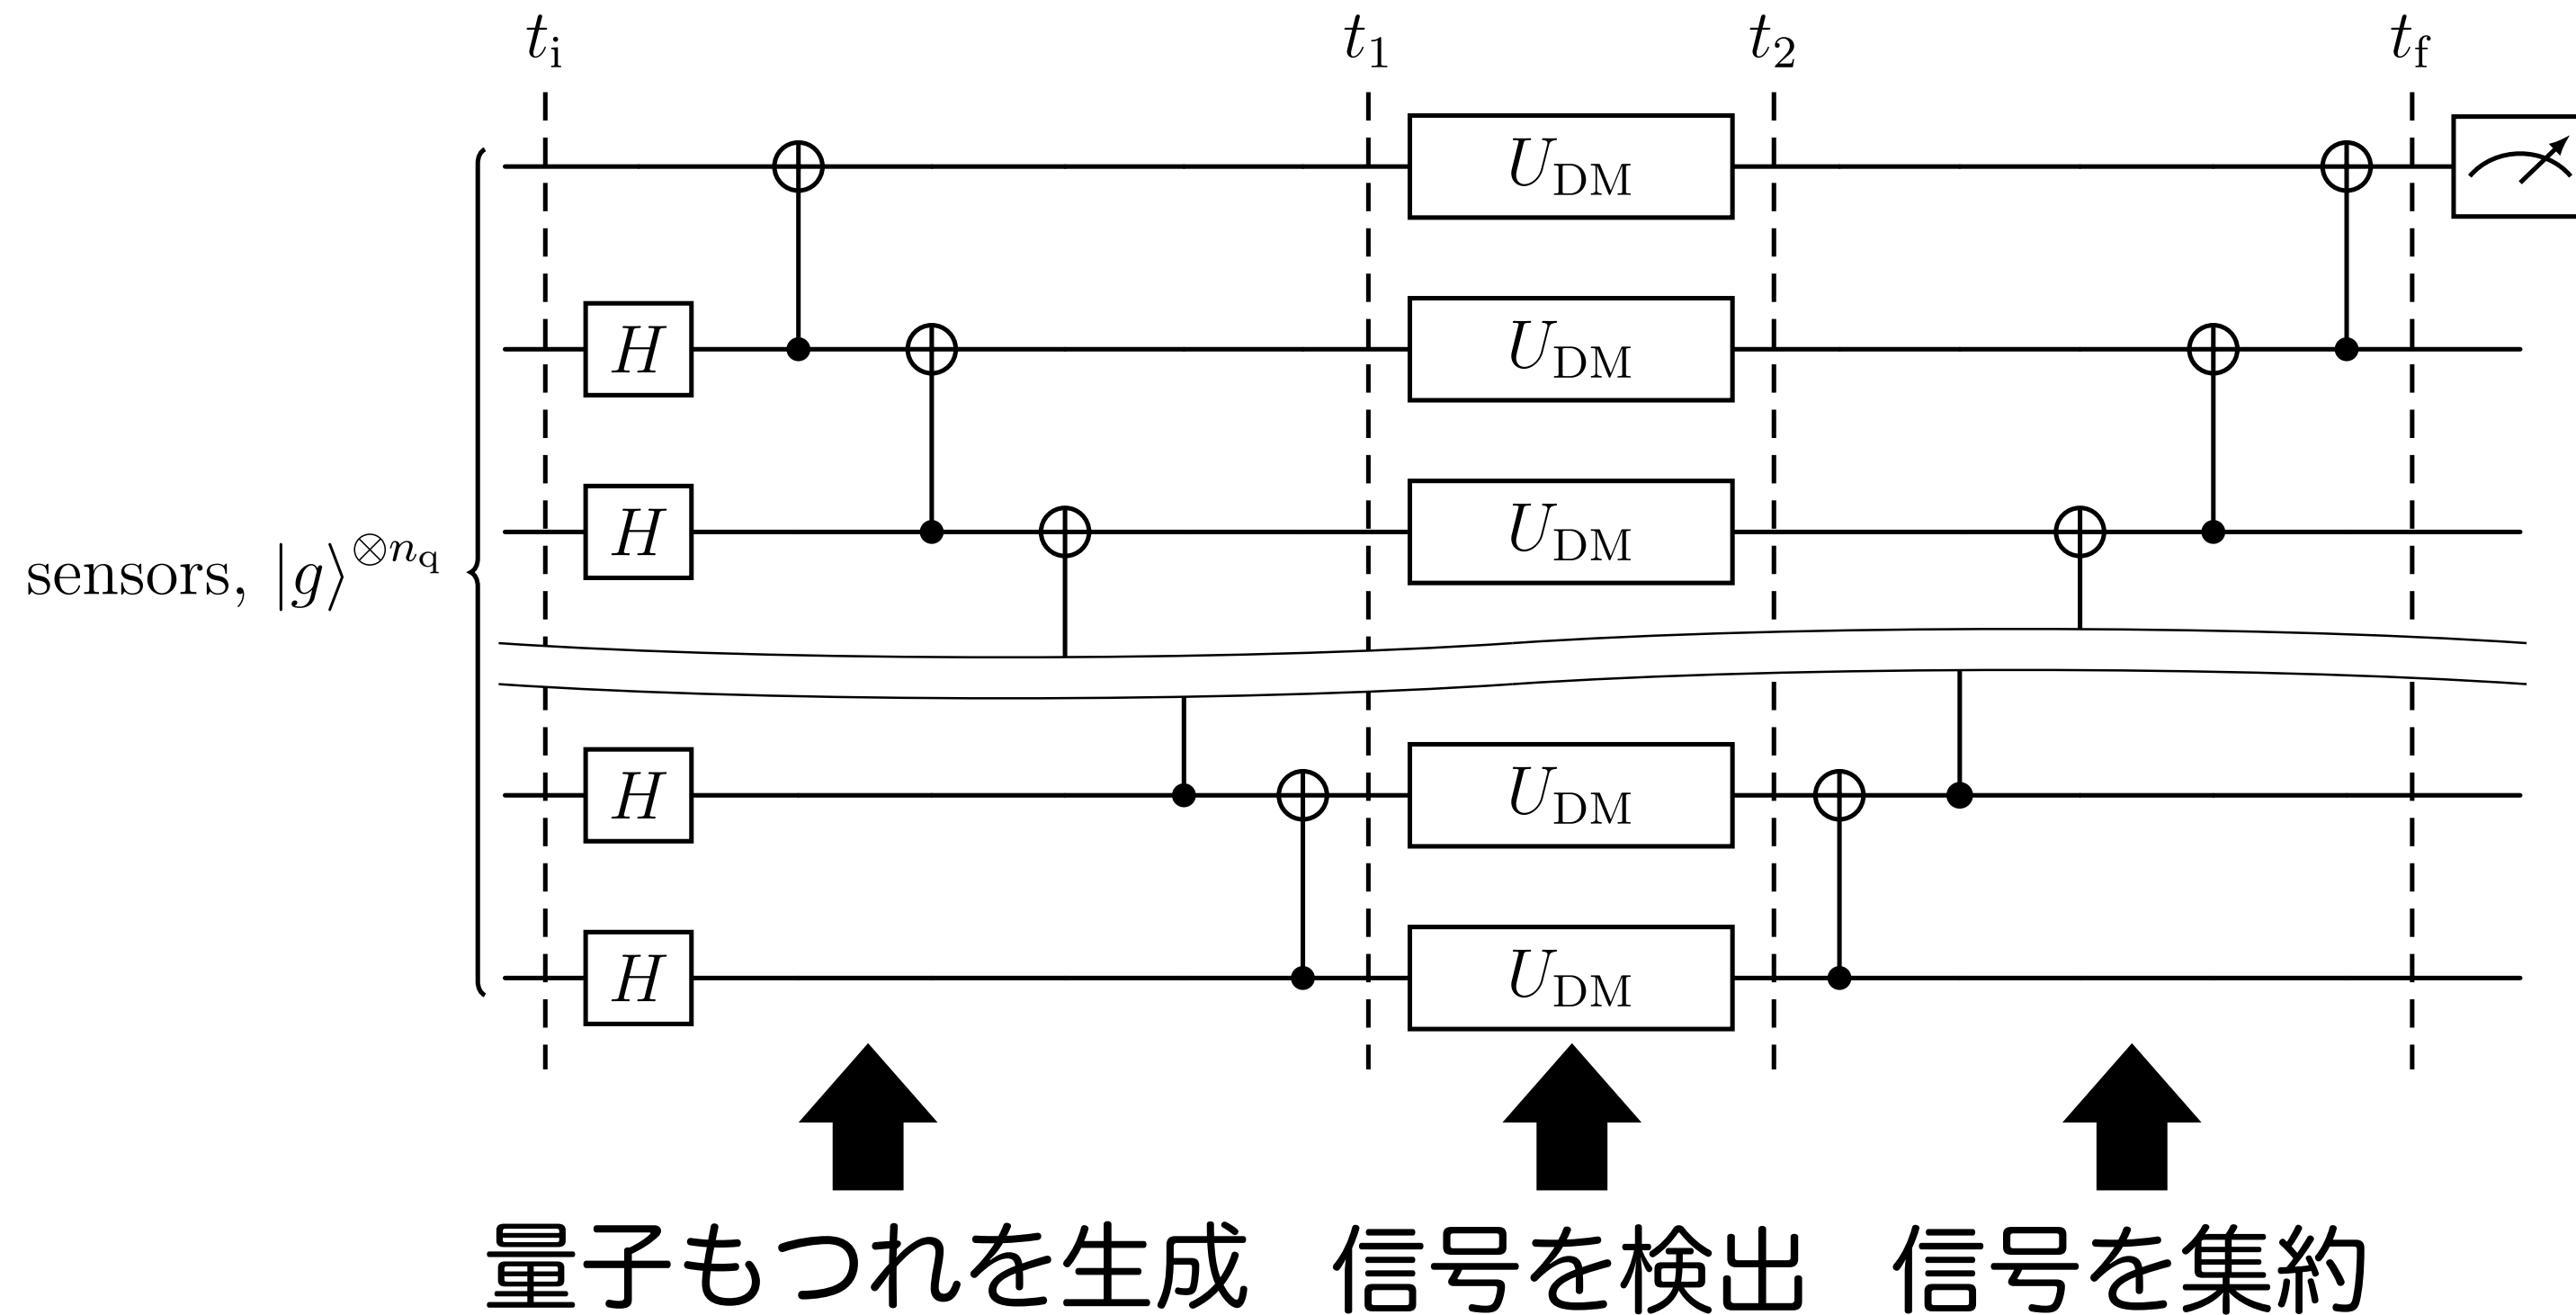 t_i t_1 t_2 t_f
U_DM
H U_DM
H U_DM
sensors, |g⟩^{⊗n_q}
H U_DM
H U_DM
量子もつれを生成 信号を検出 信号を集約